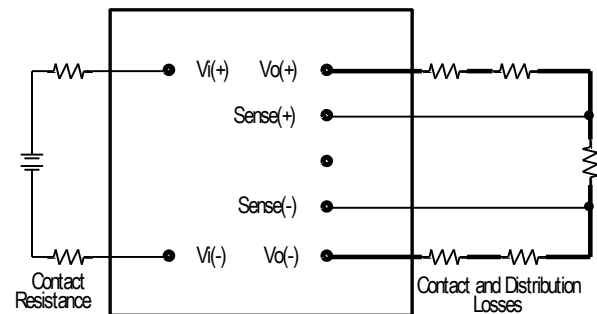 Vi(+) Vo(+)
Sense(+)
Sense(-)
Vi(-) Vo(-)
Contact
Resistance
Contact and Distribution
Losses